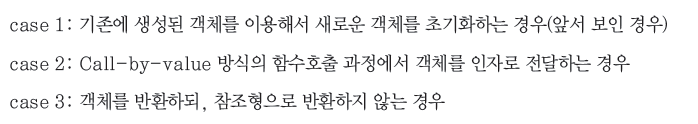 case 1: 기존에 생성된 객체를 이용해서 새로운 객체를 초기화하는 경우(앞서 보인 경우)
case 2: Call-by-value 방식의 함수호출 과정에서 객체를 인자로 전달하는 경우
case 3: 객체를 반환하되, 참조형으로 반환하지 않는 경우